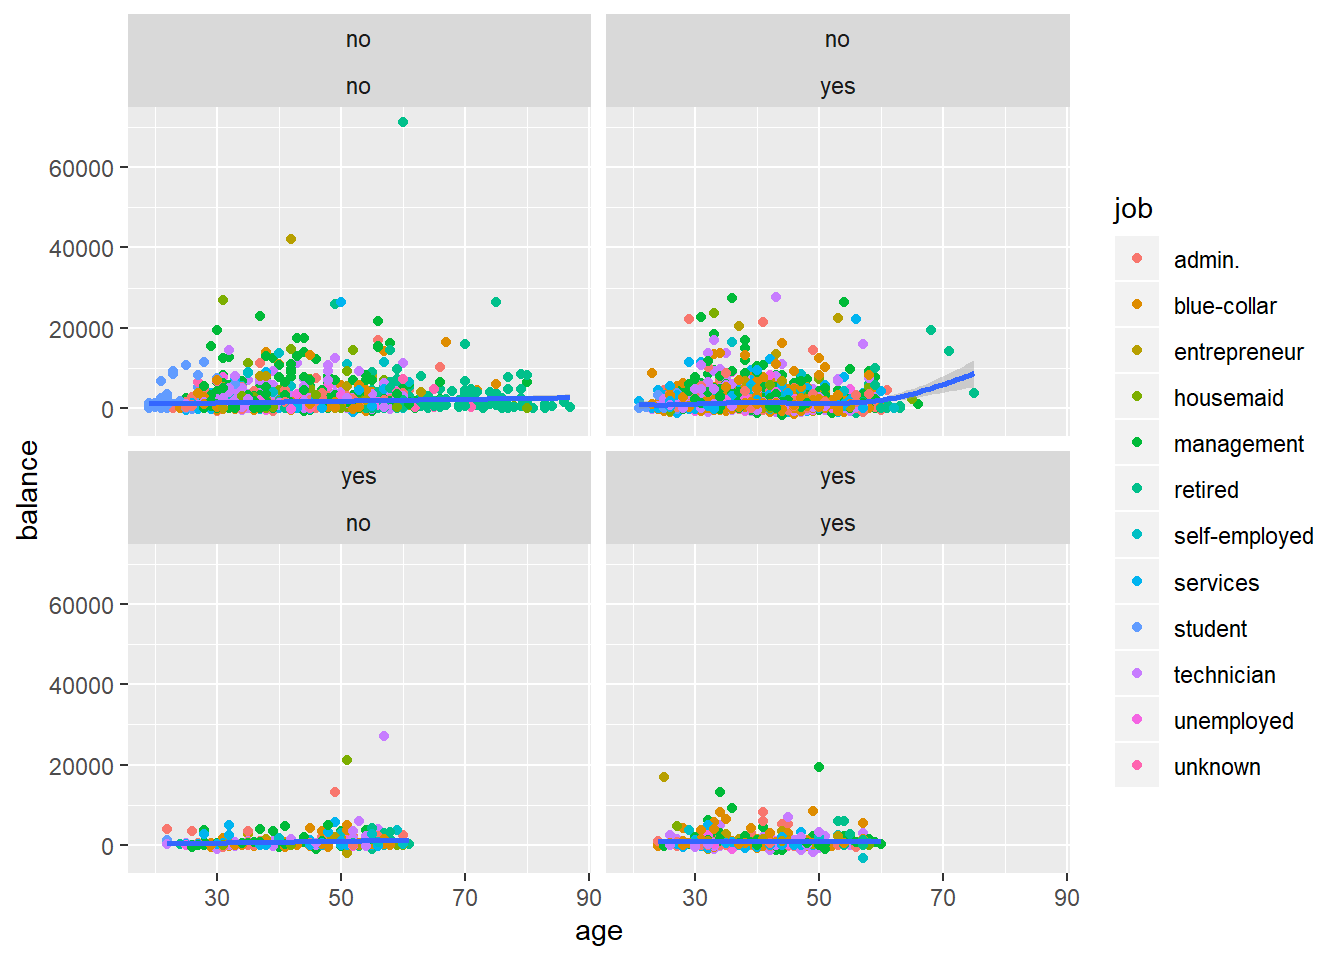 no
no
no
yes
60000
40000
20000
0
yes
no
yes
yes
60000
40000
20000
0
30
50
70
90
30
50
70
90
age
balance
job
admin.
blue-collar
entrepreneur
housemaid
management
retired
self-employed
services
student
technician
unemployed
unknown